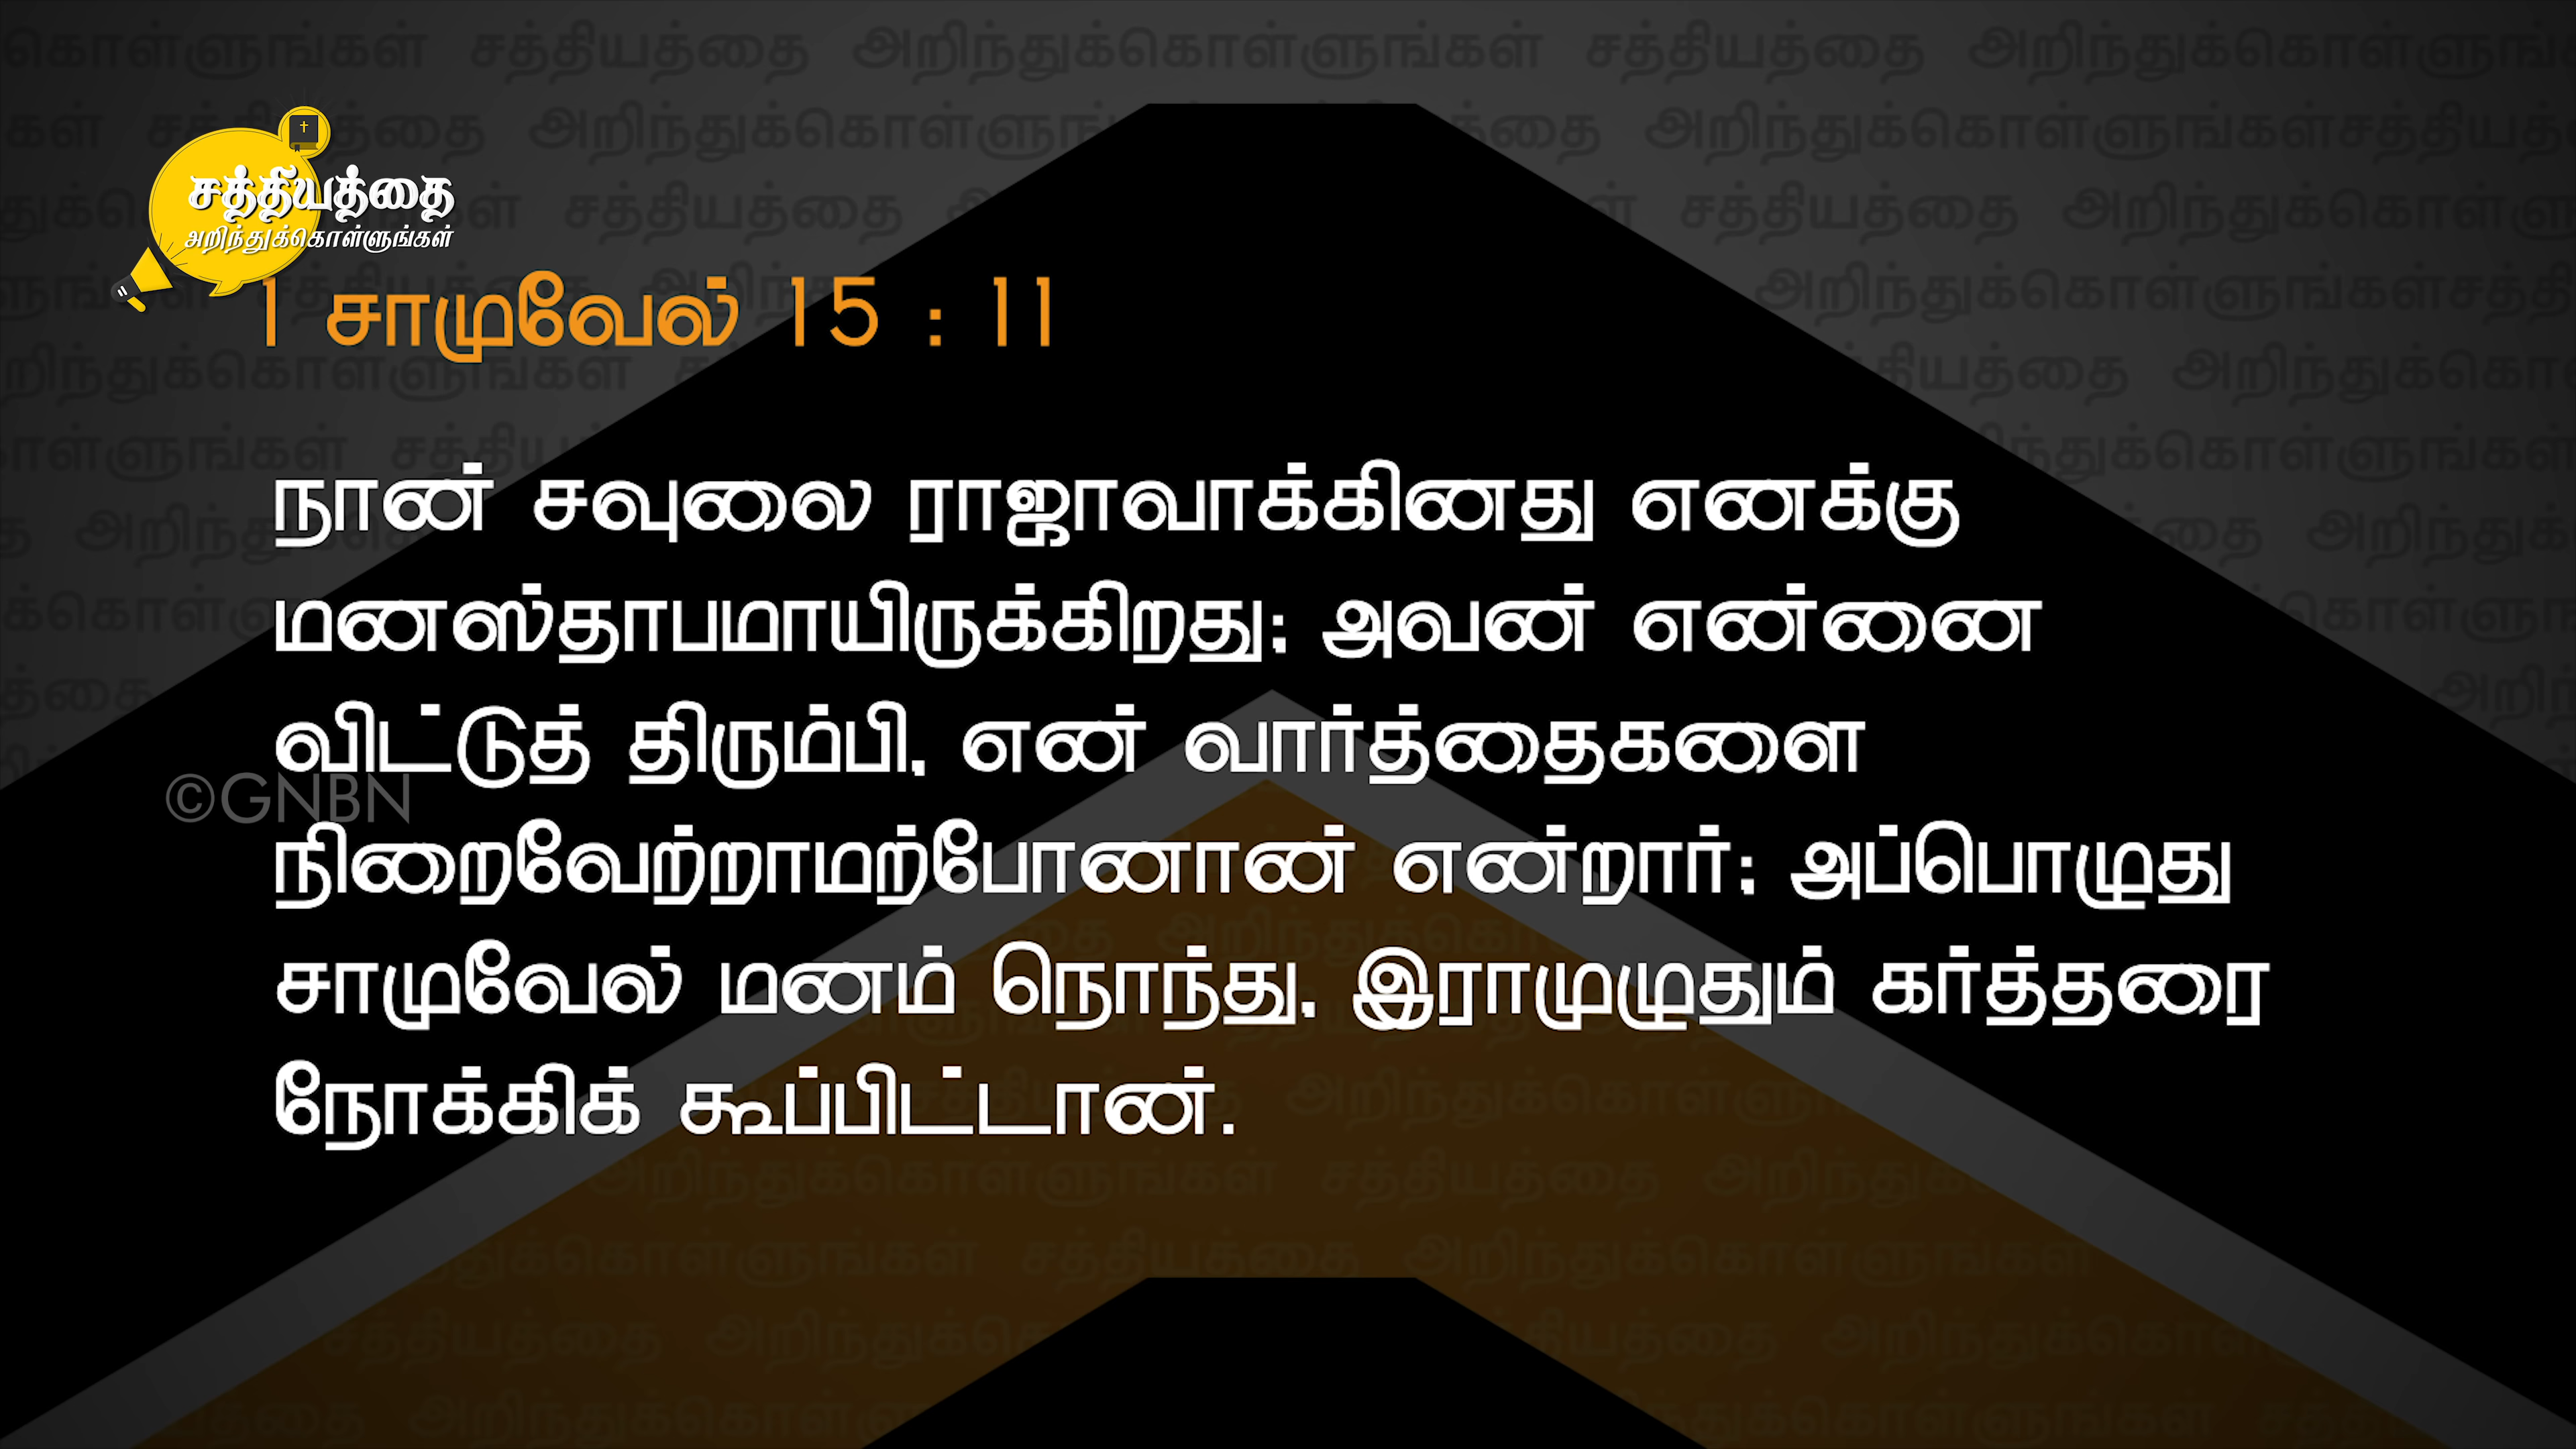 சத்தியத்தை
அறிந்துக்கொள்ளுங்கள்
1 சாமுவேல் 15 : 11
நான் சவுலை ராஜாவாக்கினது எனக்கு
மனஸ்தாபமாயிருக்கிறது; அவன் என்னை
விட்டுத் திரும்பி, என் வார்த்தைகளை
©GNBN
நிறைவேற்றாமற்போனான் என்றார்; அப்பொழுது
சாமுவேல் மனம் நொந்து, இராமுழுதும் கர்த்தரை
நோக்கிக் கூப்பிட்டான்.